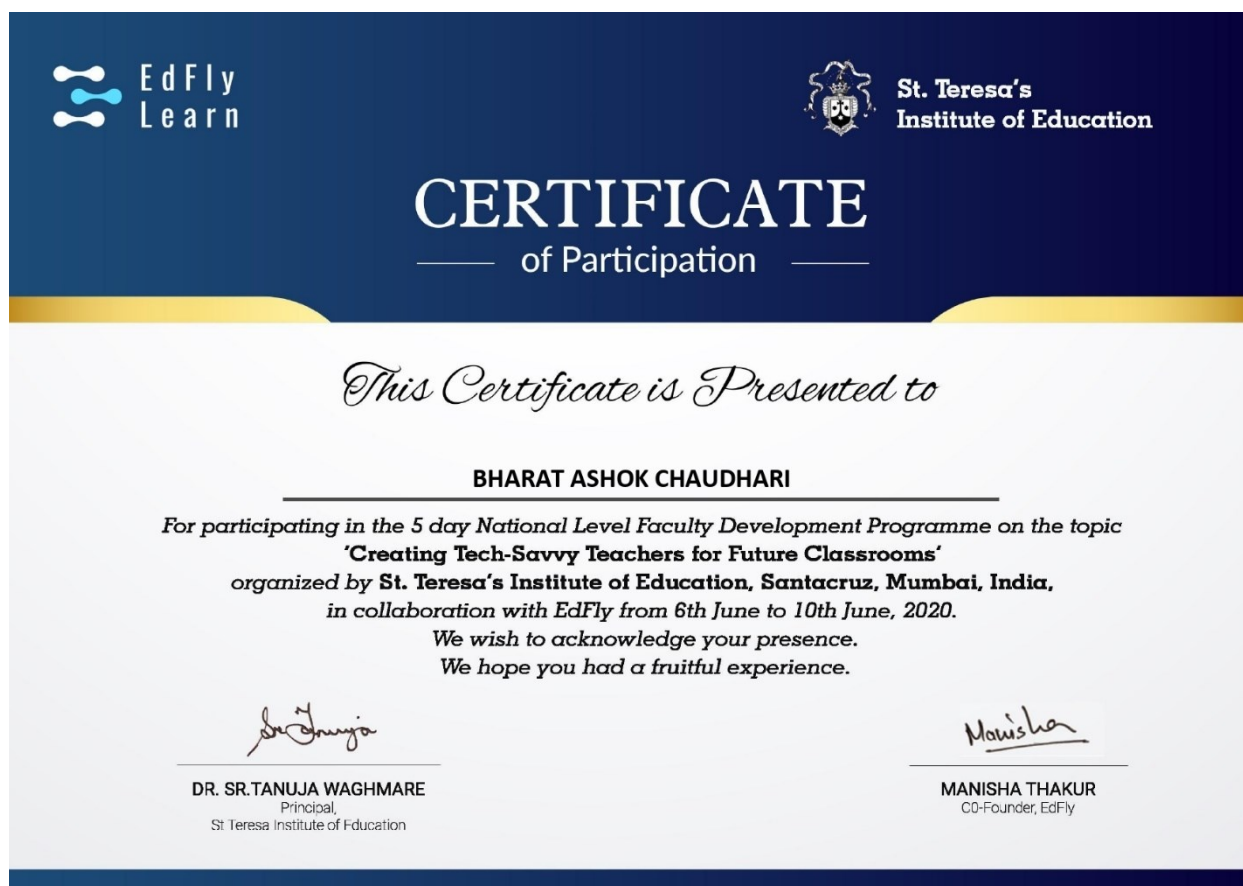 EdFly
Learn
St. Teresa's
Institute of Education
CERTIFICATE
of Participation
This Certificate is Presented to
BHARAT ASHOK CHAUDHARI
For participating in the 5 day National Level Faculty Development Programme on the topic
'Creating Tech-Savvy Teachers for Future Classrooms'
organized by St. Teresa's Institute of Education, Santacruz, Mumbai, India,
in collaboration with EdFly from 6th June to 10th June, 2020.
We wish to acknowledge your presence.
We hope you had a fruitful experience.
Sr Tanuja
Manisha
DR. SR.TANUJA WAGHMARE
Principal,
St Teresa Institute of Education
MANISHA THAKUR
C0-Founder, EdFly